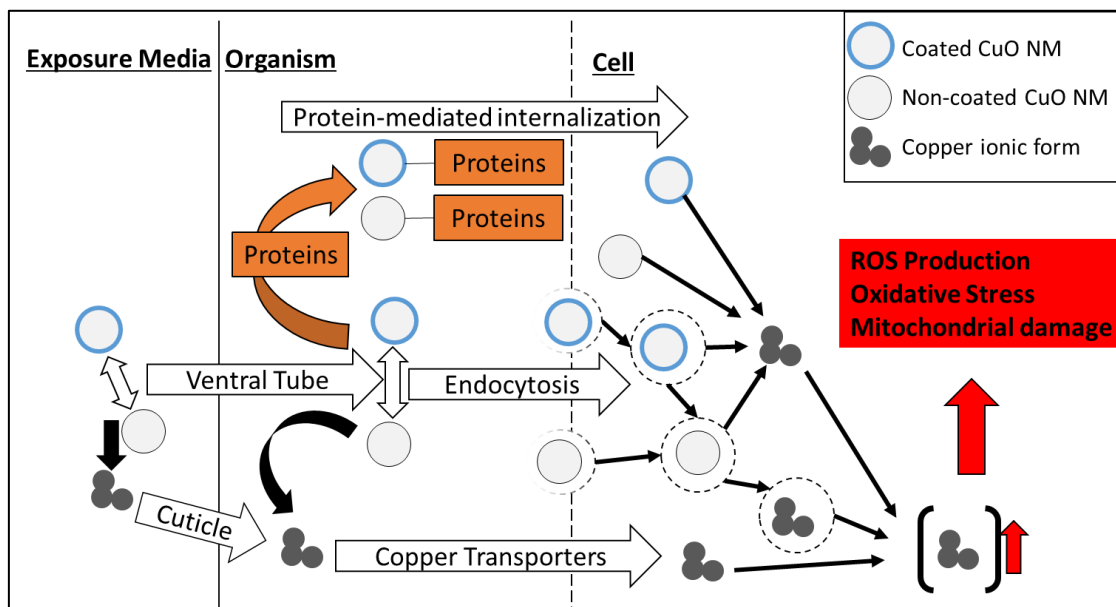 Exposure Media
Organism
Cell
Coated CuO NM
Non-coated CuO NM
Copper ionic form
Protein-mediated internalization
Proteins
Proteins
Proteins
ROS Production
Oxidative Stress
Mitochondrial damage
Ventral Tube
Endocytosis
Cuticle
Copper Transporters